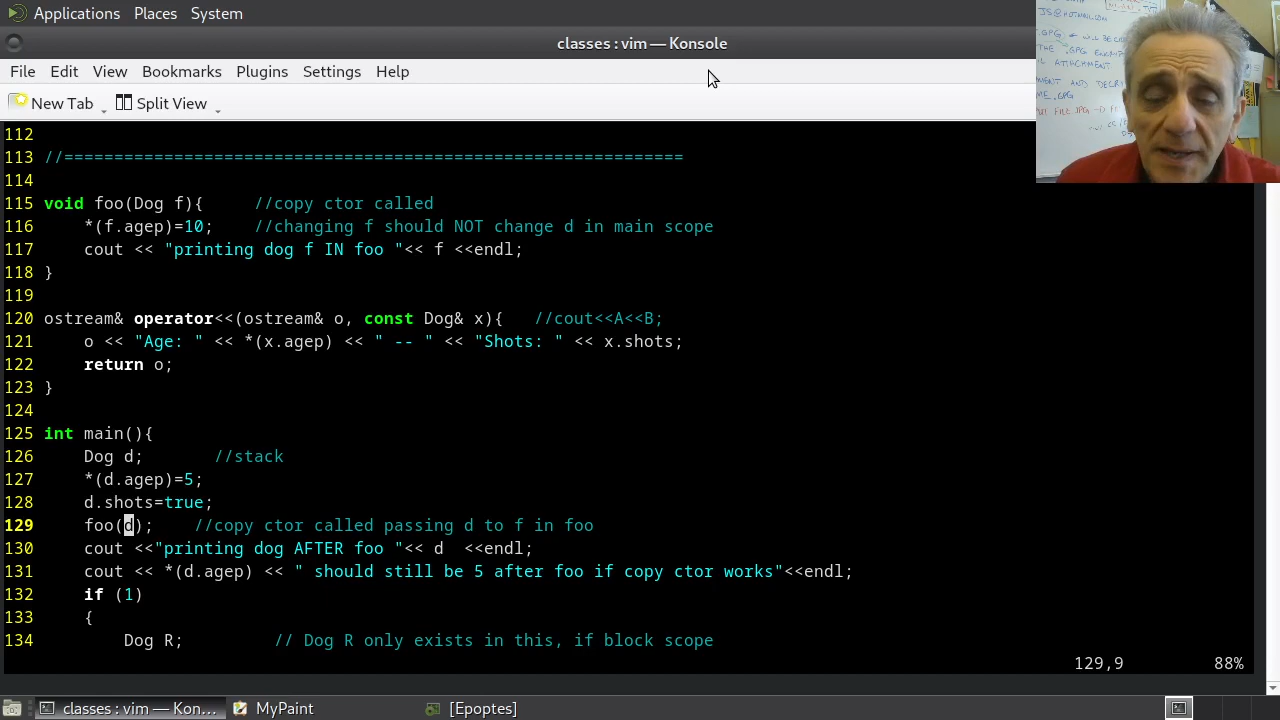 Applications Places System
classes : vim — Konsole
File Edit View Bookmarks Plugins Settings Help
New Tab Split View
112
113 //==============================================================
114
115 void foo(Dog f){ //copy ctor called
116 *(f.agep)=10; //changing f should NOT change d in main scope
117 cout << "printing dog f IN foo "<< f <<endl;
118 }
119
120 ostream& operator<<(ostream& o, const Dog& x){ //cout<<A<<B;
121 o << "Age: " << *(x.agep) << " -- " << "Shots: " << x.shots;
122 return o;
123 }
124
125 int main(){
126 Dog d; //stack
127 *(d.agep)=5;
128 d.shots=true;
129 foo(d); //copy ctor called passing d to f in foo
130 cout <<"printing dog AFTER foo "<< d <<endl;
131 cout << *(d.agep) << " should still be 5 after foo if copy ctor works"<<endl;
132 if (1)
133 {
134 Dog R; // Dog R only exists in this, if block scope
129,9 88%
classes : vim — Kon... MyPaint [Epoptes]
JS@HOTMAIL.COM
ATTACHMENT